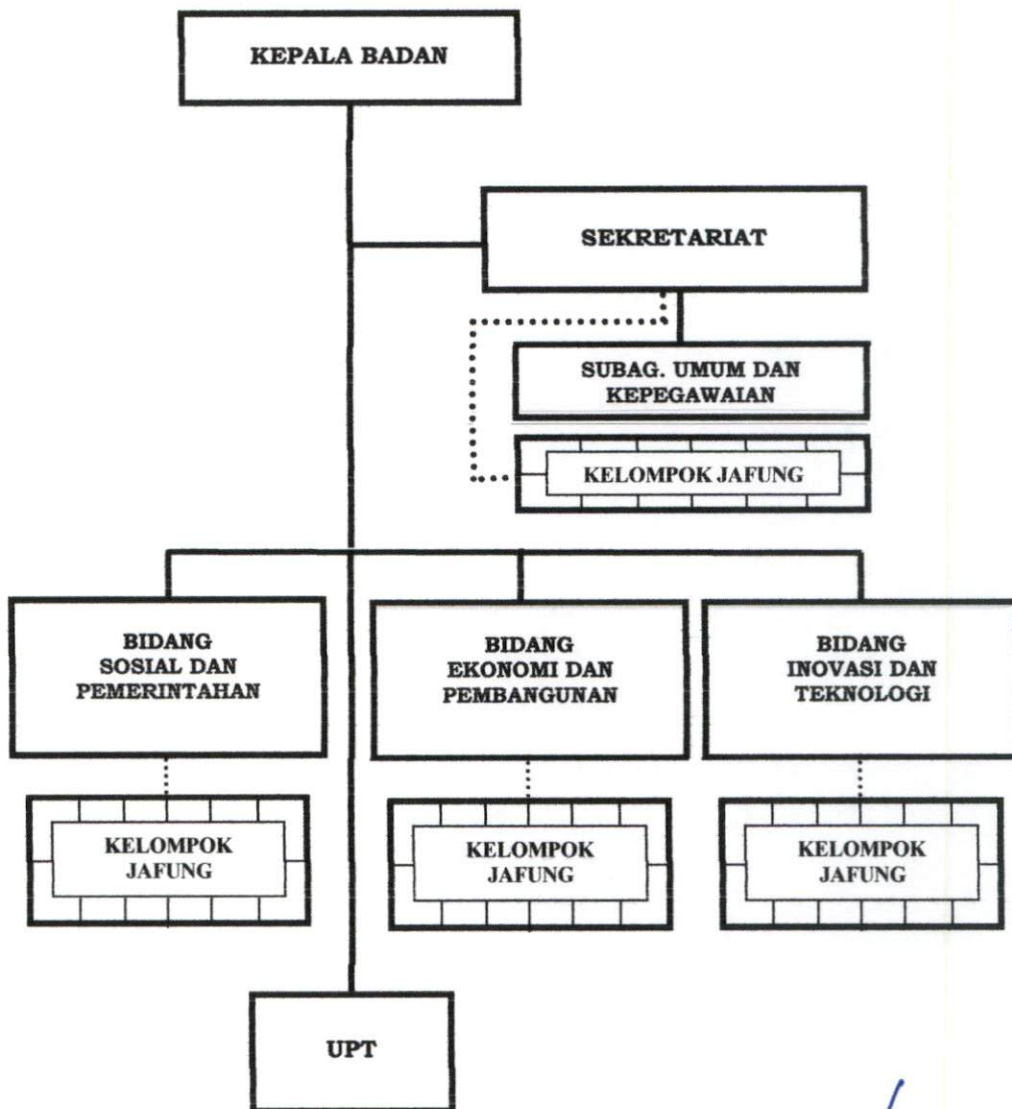 KEPALA BADAN
SEKRETARIAT
SUBAG. UMUM DAN
KEPEGAWAIAN
KELOMPOK JAFUNG
BIDANG
SOSIAL DAN
PEMERINTAHAN
BIDANG
EKONOMI DAN
PEMBANGUNAN
BIDANG
INOVASI DAN
TEKNOLOGI
KELOMPOK
JAFUNG
KELOMPOK
JAFUNG
KELOMPOK
JAFUNG
UPT